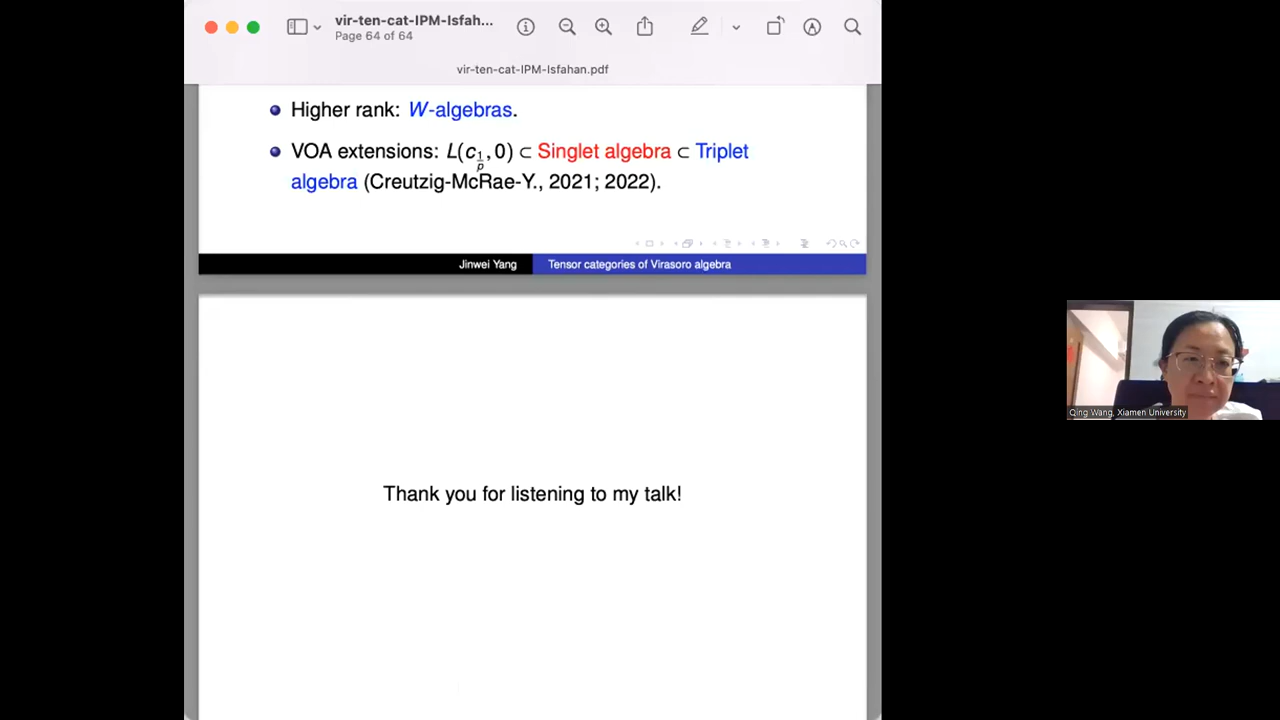 vir-ten-cat-IPM-Isfah...
Page 64 of 64
vir-ten-cat-IPM-Isfahan.pdf
Higher rank: W-algebras.
VOA extensions: L(c_{1/p}, 0) ⊂ Singlet algebra ⊂ Triplet
algebra (Creutzig-McRae-Y., 2021; 2022).
Jinwei Yang
Tensor categories of Virasoro algebra
Thank you for listening to my talk!
Qing Wang, Xiamen University